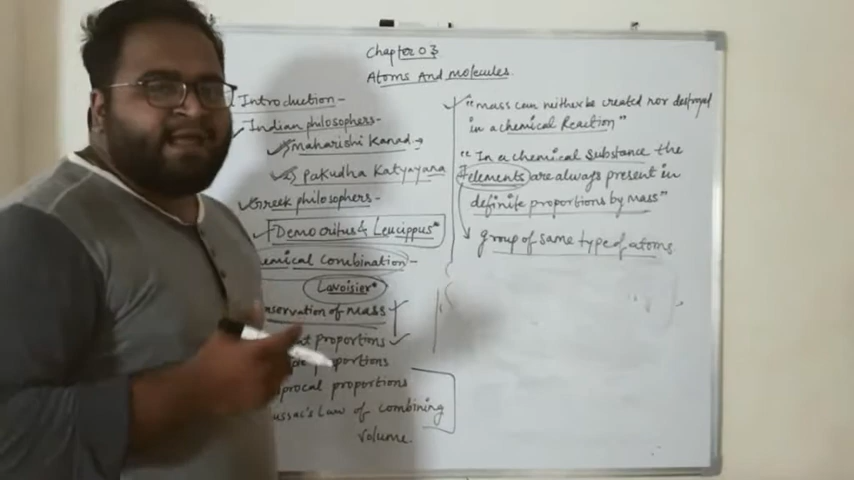 Chapter 03
Atoms And molecules.
Introduction-
Indian philosophers-
Maharishi Kanad
Pakudha Katyayana
Greek philosophers-
Democritus & Leucippus*
emical Combination-
Lavoisier*
nservation of mass
nt proportions
proportions
procal proportions
ussac's Law of combining
Volume.
"mass can neither be created nor destroyed
in a chemical Reaction"
"In a chemical substance the
elements are always present in
definite proportions by mass"
group of same type of atoms.